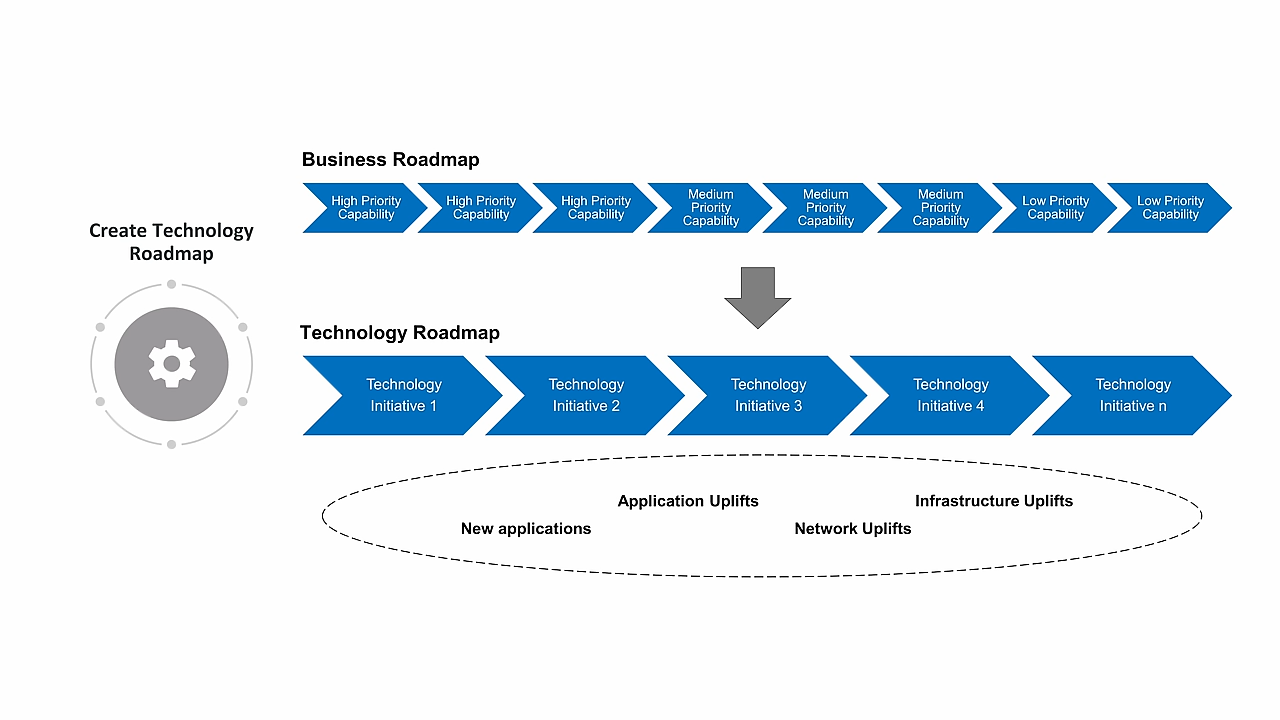 Create Technology
Roadmap
Business Roadmap
High Priority
Capability
High Priority
Capability
High Priority
Capability
Medium
Priority
Capability
Medium
Priority
Capability
Medium
Priority
Capability
Low Priority
Capability
Low Priority
Capability
Technology Roadmap
Technology
Initiative 1
Technology
Initiative 2
Technology
Initiative 3
Technology
Initiative 4
Technology
Initiative n
Application Uplifts
Infrastructure Uplifts
New applications
Network Uplifts